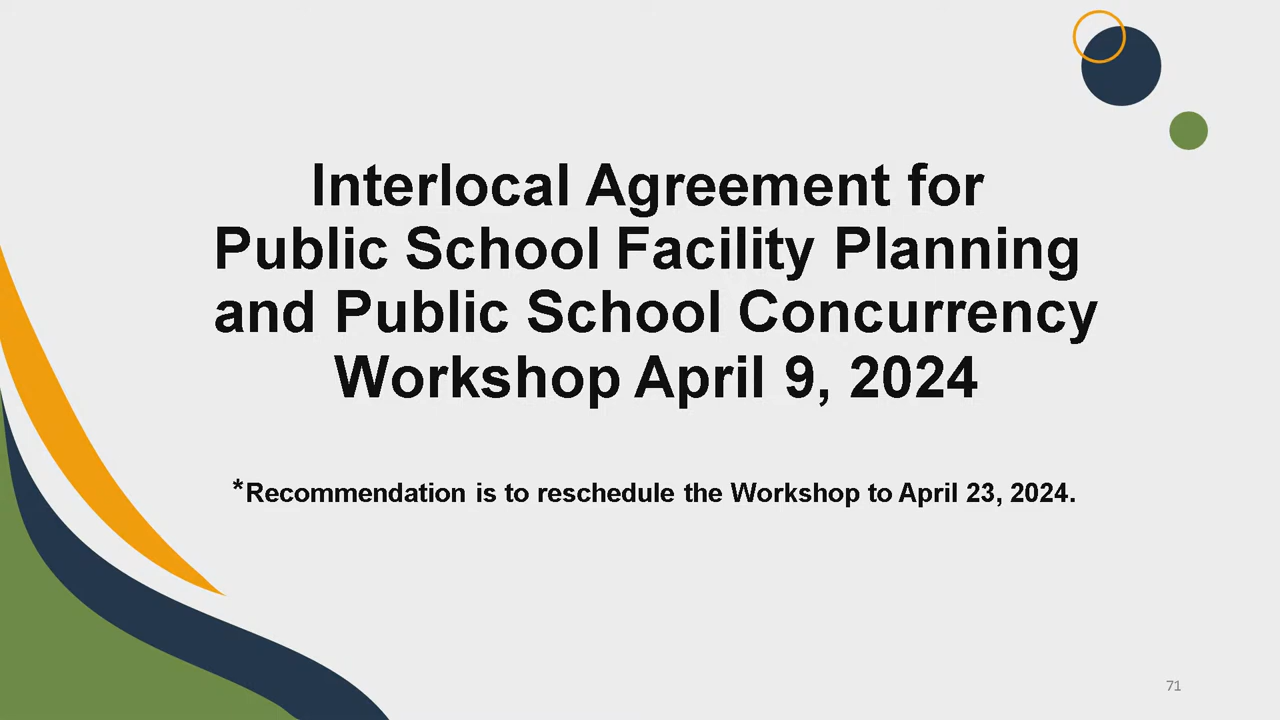 Interlocal Agreement for
Public School Facility Planning
and Public School Concurrency
Workshop April 9, 2024
*Recommendation is to reschedule the Workshop to April 23, 2024.
71